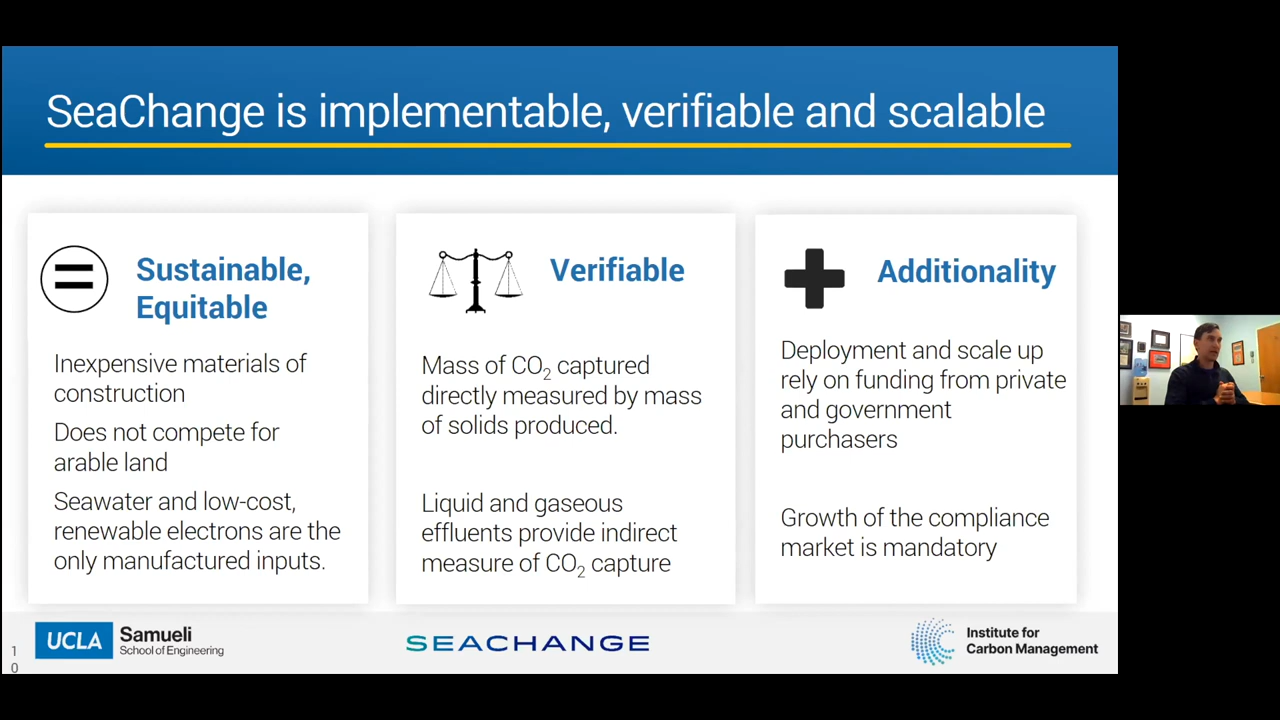 SeaChange is implementable, verifiable and scalable
Sustainable,
Equitable
Inexpensive materials of
construction
Does not compete for
arable land
Seawater and low-cost,
renewable electrons are the
only manufactured inputs.
Verifiable
Mass of CO₂ captured
directly measured by mass
of solids produced.
Liquid and gaseous
effluents provide indirect
measure of CO₂ capture
Additionality
Deployment and scale up
rely on funding from private
and government
purchasers
Growth of the compliance
market is mandatory
1
0
UCLA Samueli
School of Engineering
SEACHANGE
Institute for
Carbon Management